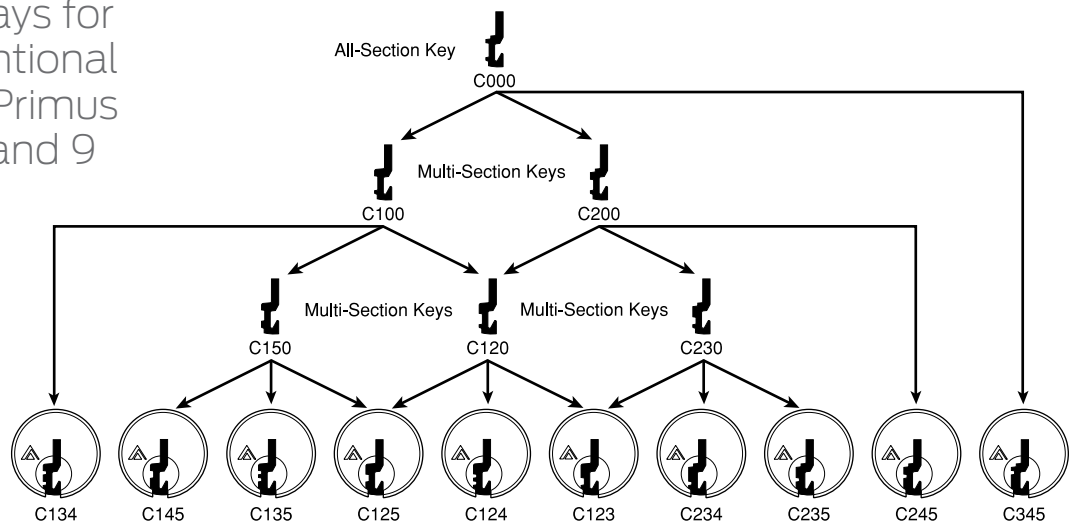 ays for
ntional
Primus
and 9
All-Section Key
C000
Multi-Section Keys
C100 C200
Multi-Section Keys Multi-Section Keys
C150 C120 C230
C134 C145 C135 C125 C124 C123 C234 C235 C245 C345